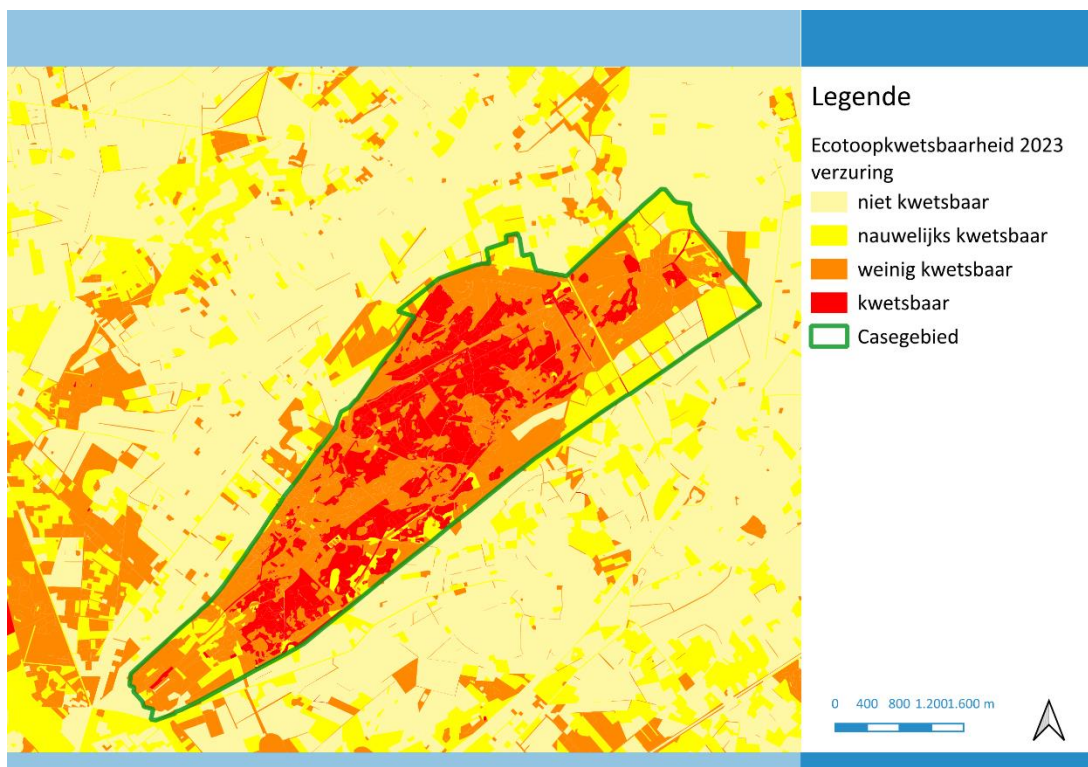 Legende
Ecotoopkwetsbaarheid 2023
verzuring
niet kwetsbaar
nauwelijks kwetsbaar
weinig kwetsbaar
kwetsbaar
Casegebied
0 400 800 1.2001.600 m